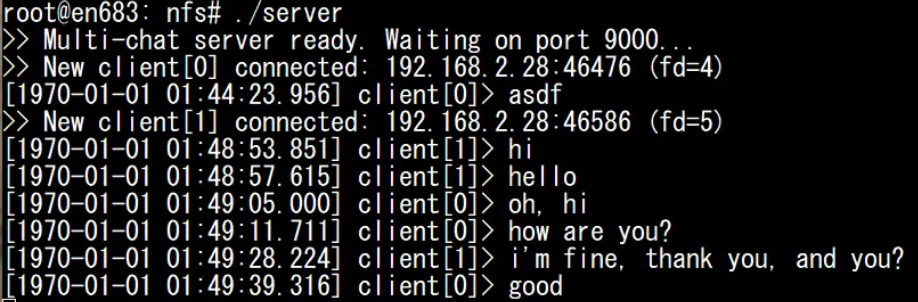 root@en683: nfs# ./server
>> Multi-chat server ready. Waiting on port 9000...
>> New client[0] connected: 192.168.2.28:46476 (fd=4)
[1970-01-01 01:44:23.956] client[0]> asdf
>> New client[1] connected: 192.168.2.28:46586 (fd=5)
[1970-01-01 01:48:53.851] client[1]> hi
[1970-01-01 01:48:57.615] client[1]> hello
[1970-01-01 01:49:05.000] client[0]> oh, hi
[1970-01-01 01:49:11.711] client[0]> how are you?
[1970-01-01 01:49:28.224] client[1]> i'm fine, thank you, and you?
[1970-01-01 01:49:39.316] client[0]> good